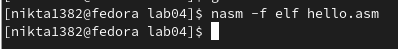 [nikta1382@fedora lab04]$ nasm -f elf hello.asm
[nikta1382@fedora lab04]$